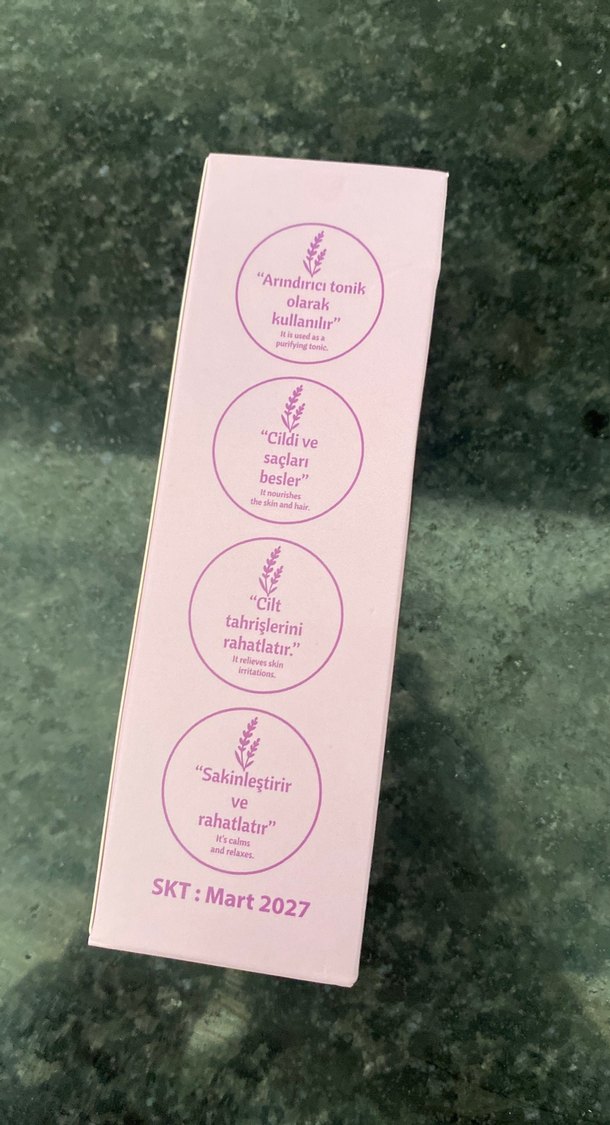 “Arındırıcı tonik
olarak
kullanılır”
It is used as a
purifying tonic.
“Cildi ve
saçları
besler”
It nourishes
the skin and hair.
“Cilt
tahrişlerini
rahatlatır.”
It relieves skin
irritations.
“Sakinleştirir
ve
rahatlatır”
It's calms
and relaxes.
SKT : Mart 2027